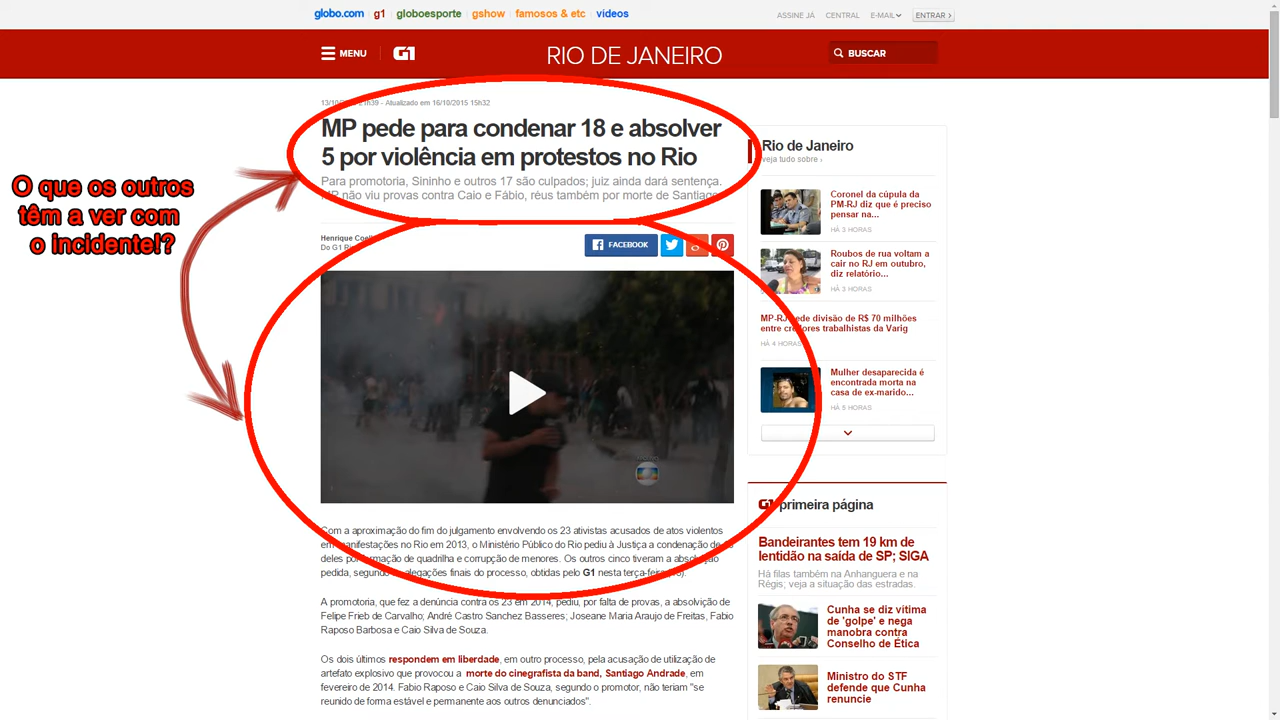 globo.com g1 globoesporte gshow famosos & etc vídeos
ASSINE JÁ CENTRAL E-MAIL ENTRAR ›
MENU G1 RIO DE JANEIRO BUSCAR
Atualizado em 16/10/2015 15h32
MP pede para condenar 18 e absolver
5 por violência em protestos no Rio
Para promotoria, Sininho e outros 17 são culpados; juiz ainda dará sentença.
não viu provas contra Caio e Fábio, réus também por morte de Santiago
O que os outros
têm a ver com
o incidente!?
Henrique
Do G1
FACEBOOK
Com a aproximação do fim do julgamento envolvendo os 23 ativistas acusados de atos violentos
em manifestações no Rio em 2013, o Ministério Público do Rio pediu à Justiça a condenação de
deles por formação de quadrilha e corrupção de menores. Os outros cinco tiveram a absolvição
pedida, segundo alegações finais do processo, obtidas pelo G1 nesta
A promotoria, que fez a denúncia contra os 23 em 2014, pediu, por falta de provas, a absolvição de
Felipe Frieb de Carvalho; André Castro Sanchez Basseres; Joseane Maria Araujo de Freitas, Fabio
Raposo Barbosa e Caio Silva de Souza.
Os dois últimos respondem em liberdade, em outro processo, pela acusação de utilização de
artefato explosivo que provocou a morte do cinegrafista da band, Santiago Andrade, em
fevereiro de 2014. Fabio Raposo e Caio Silva de Souza, segundo o promotor, não teriam "se
reunido de forma estável e permanente aos outros denunciados".
Rio de Janeiro
veja tudo sobre ›
Coronel da cúpula da
PM-RJ diz que é preciso
pensar na...
HÁ 3 HORAS
Roubos de rua voltam a
cair no RJ em outubro,
diz relatório...
HÁ 3 HORAS
MP-RJ pede divisão de R$ 70 milhões
entre credores trabalhistas da Varig
HÁ 4 HORAS
Mulher desaparecida é
encontrada morta na
casa de ex-marido...
HÁ 8 HORAS
G1 primeira página
Bandeirantes tem 19 km de
lentidão na saída de SP; SIGA
Há filas também na Anhanguera e na
Régis; veja a situação das estradas.
Cunha se diz vítima
de 'golpe' e nega
manobra contra
Conselho de Ética
Ministro do STF
defende que Cunha
renuncie